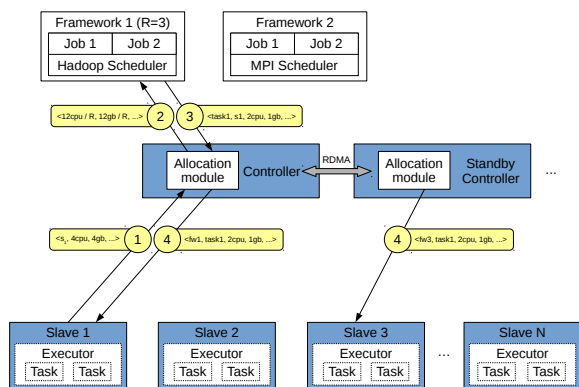 Framework 1 (R=3)
Job 1
Job 2
Hadoop Scheduler
Framework 2
Job 1
Job 2
MPI Scheduler
<12cpu / R, 12gb / R, ...>
2
3
<task1, s1, 2cpu, 1gb, ...>
Allocation
module
Controller
RDMA
Allocation
module
Standby
Controller
...
<s₁, 4cpu, 4gb, ...>
1
4
<fw1, task1, 2cpu, 1gb, ...>
4
<fw3, task1, 2cpu, 1gb, ...>
Slave 1
Executor
Task
Task
Slave 2
Executor
Task
Task
Slave 3
Executor
Task
Task
...
Slave N
Executor
Task
Task